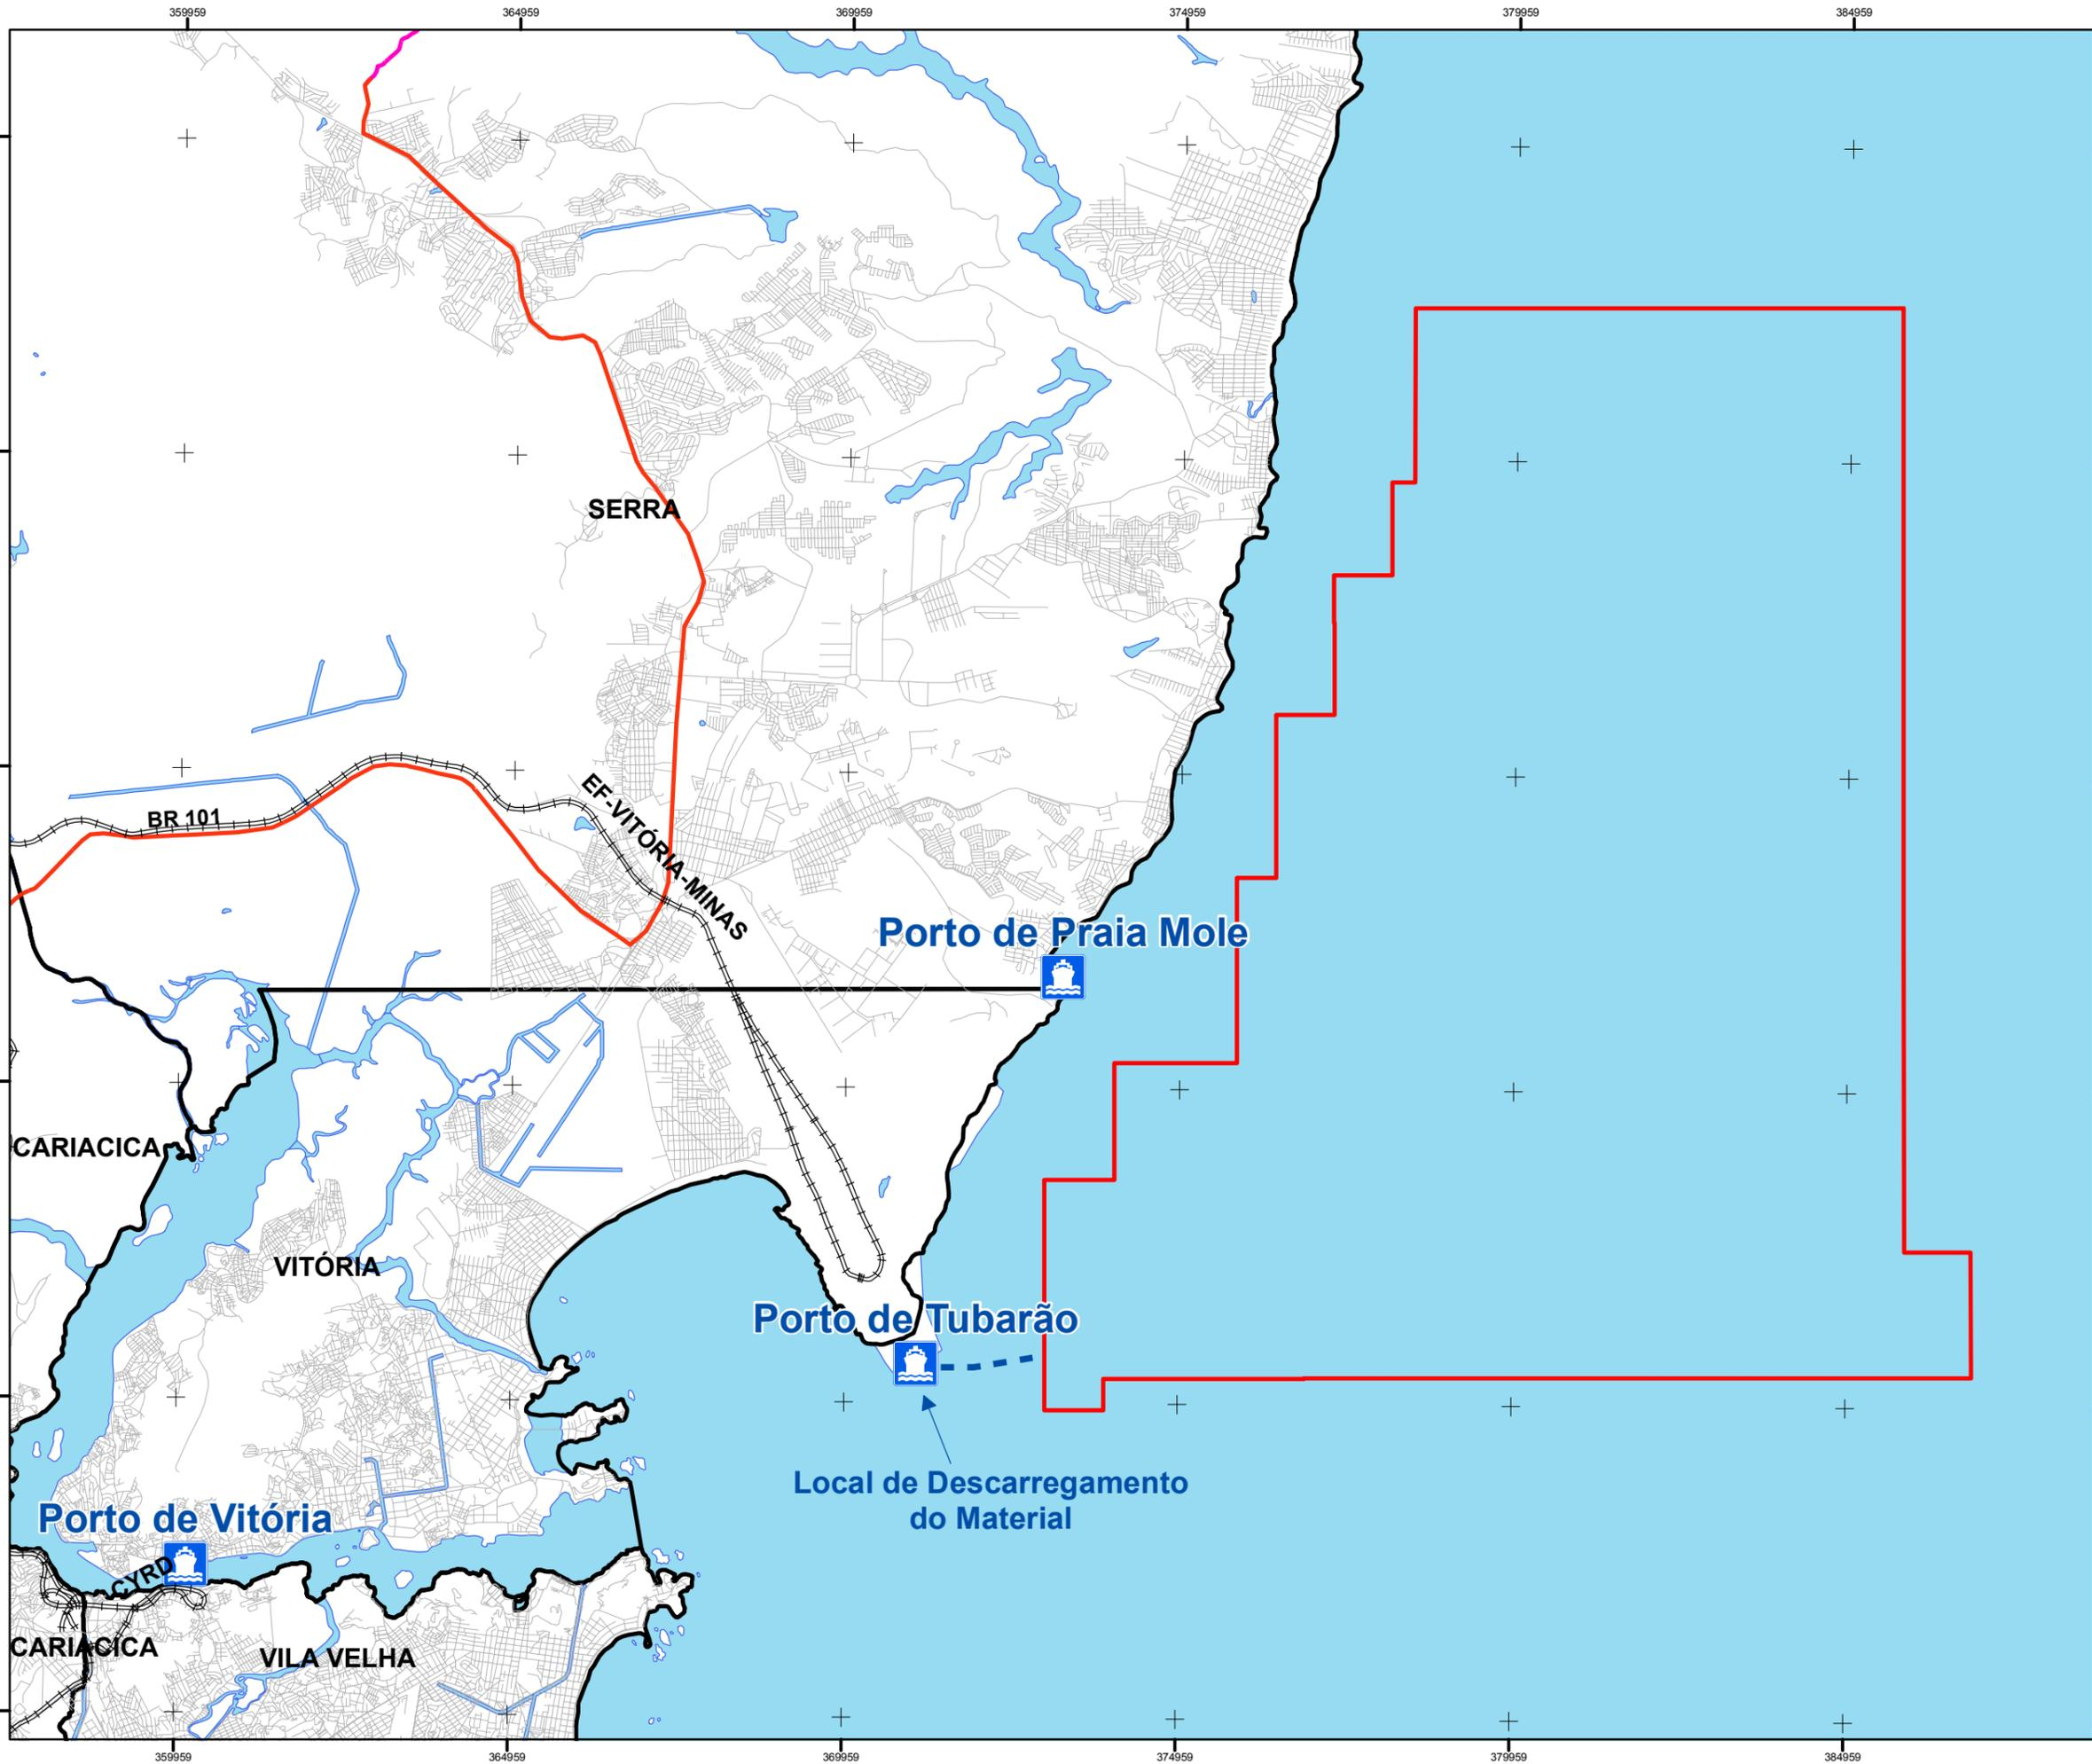 359959 364959 369959 374959 379959 384959
SERRA
EF-VITÓRIA-MINAS
BR 101
Porto de Praia Mole
CARIACICA
VITÓRIA
Porto de Tubarão
Local de Descarregamento
do Material
Porto de Vitória
CYRD
CARIACICA
VILA VELHA
359959 364959 369959 374959 379959 384959